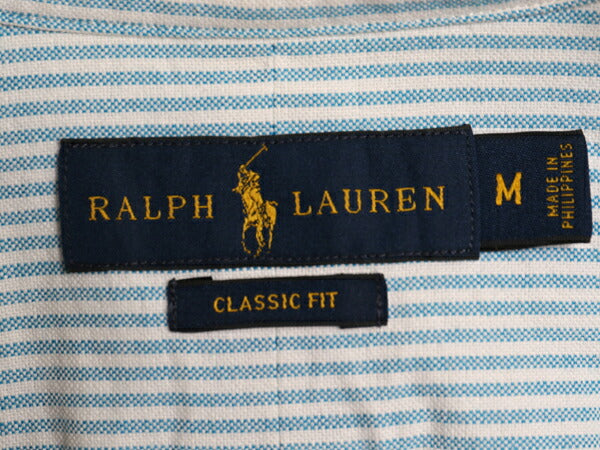 RALPH LAUREN
M
MADE IN
PHILIPPINES
CLASSIC FIT